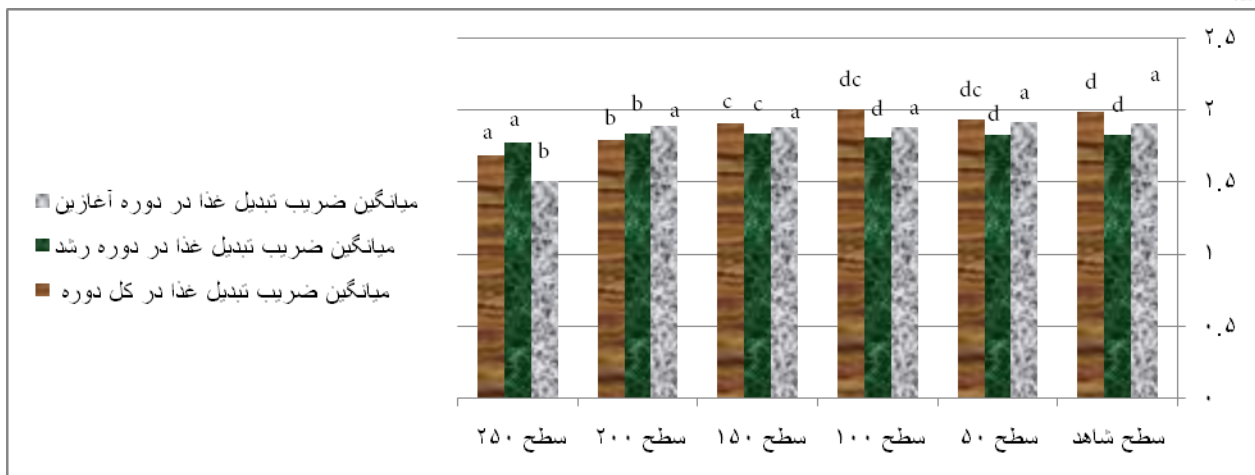 ۲.۵
۲
۱.۵
۱
۰.۵
۰
a a b
b b a
c c a
dc d a
dc d a
d d a
سطح شاهد
سطح ۵۰
سطح ۱۰۰
سطح ۱۵۰
سطح ۲۰۰
سطح ۲۵۰
میانگین ضریب تبدیل غذا در دوره آغازین
میانگین ضریب تبدیل غذا در دوره رشد
میانگین ضریب تبدیل غذا در کل دوره